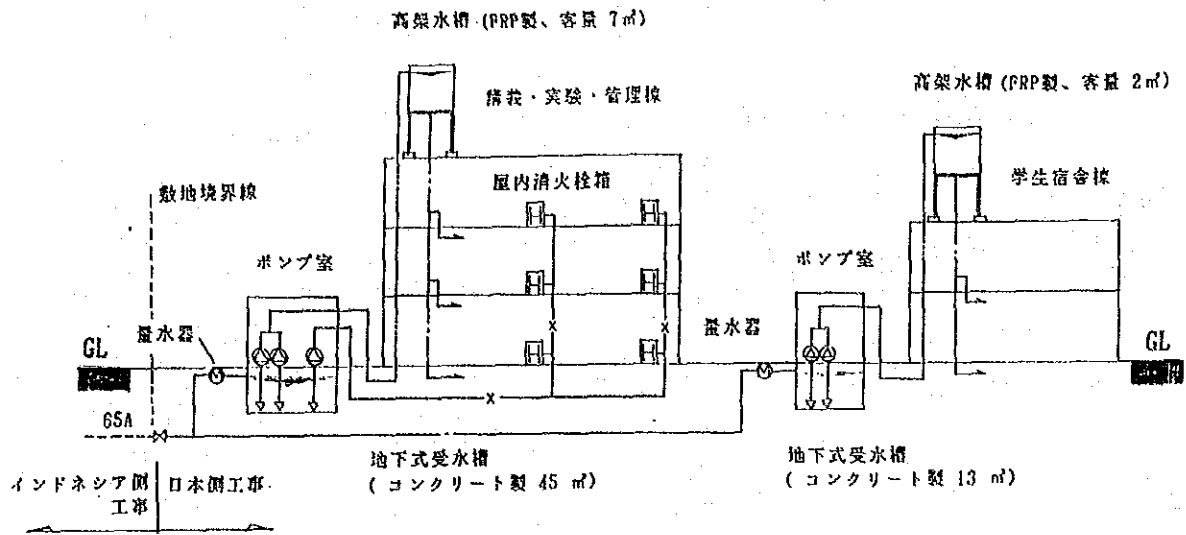 高架水槽 (FRP製、容量 7㎥)
講義・実験・管理棟
高架水槽 (FRP製、容量 2㎥)
敷地境界線
屋内消火栓箱
学生宿舎棟
ポンプ室
ポンプ室
量水器
量水器
GL
GL
M
M
65A
地下式受水槽
( コンクリート製 45 ㎥)
地下式受水槽
( コンクリート製 13 ㎥)
インドネシア側
工事
日本側工事